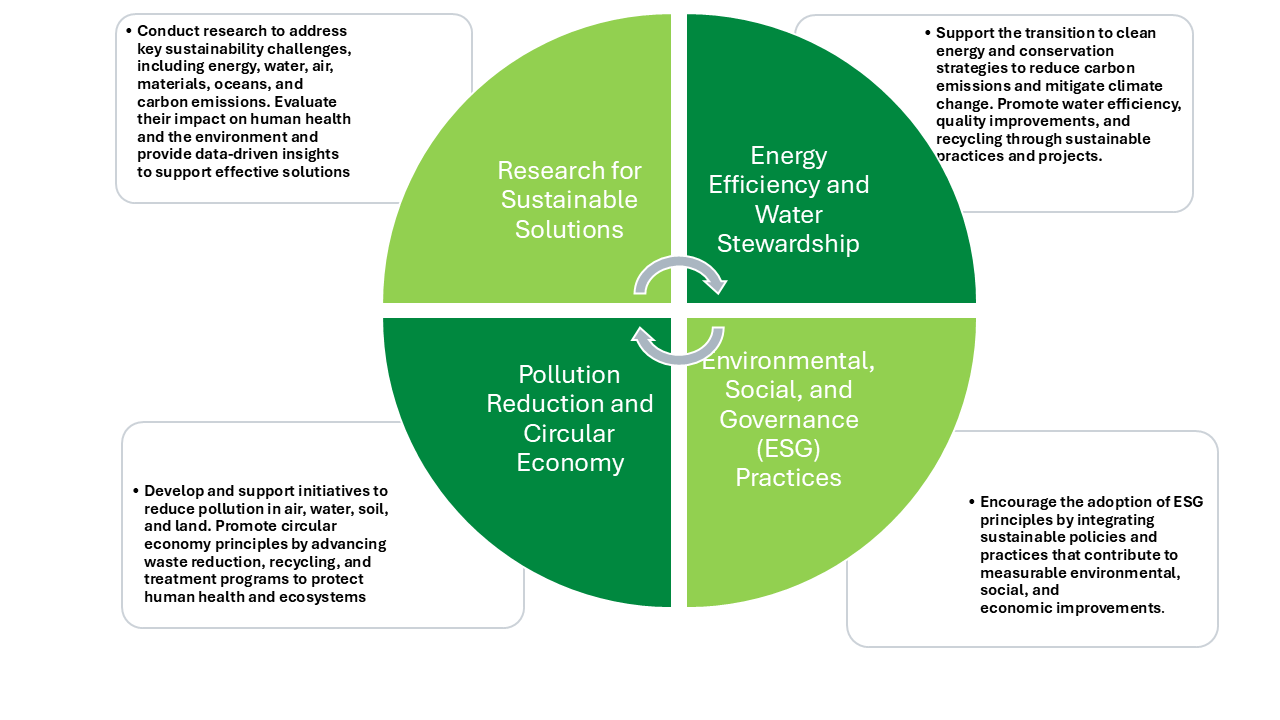 • Conduct research to address
key sustainability challenges,
including energy, water, air,
materials, oceans, and
carbon emissions. Evaluate
their impact on human health
and the environment and
provide data-driven insights
to support effective solutions
Research for
Sustainable
Solutions
Energy
Efficiency and
Water
Stewardship
• Support the transition to clean
energy and conservation
strategies to reduce carbon
emissions and mitigate climate
change. Promote water efficiency,
quality improvements, and
recycling through sustainable
practices and projects.
• Develop and support initiatives to
reduce pollution in air, water, soil,
and land. Promote circular
economy principles by advancing
waste reduction, recycling, and
treatment programs to protect
human health and ecosystems
Pollution
Reduction and
Circular
Economy
Environmental,
Social, and
Governance
(ESG)
Practices
• Encourage the adoption of ESG
principles by integrating
sustainable policies and
practices that contribute to
measurable environmental,
social, and
economic improvements.